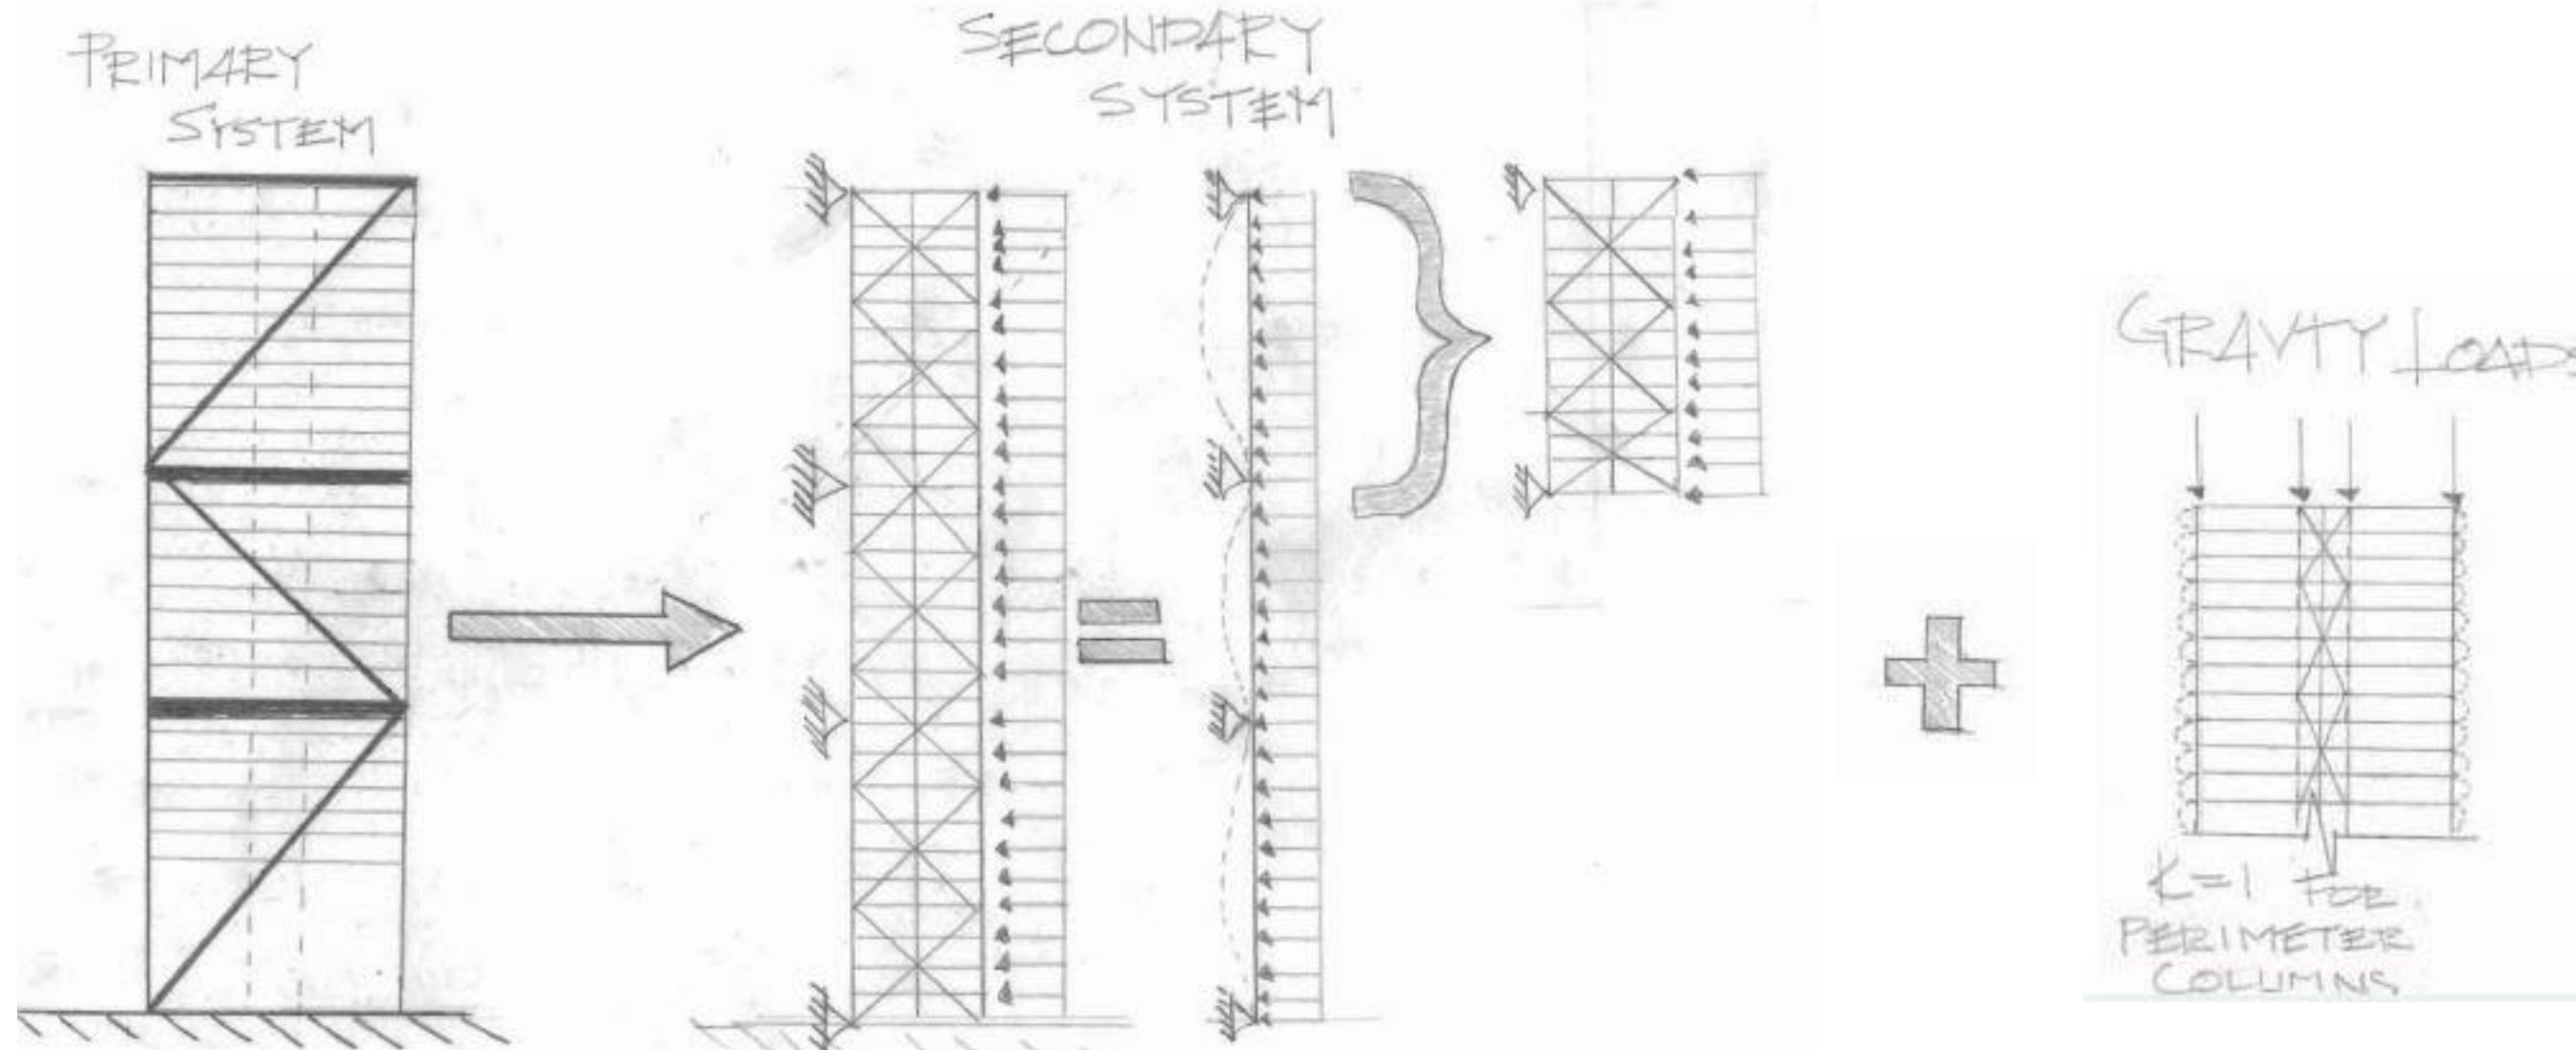 PRIMARY
SYSTEM
SECONDARY
SYSTEM
GRAVITY LOADS
K=1 FOR
PERIMETER
COLUMNS